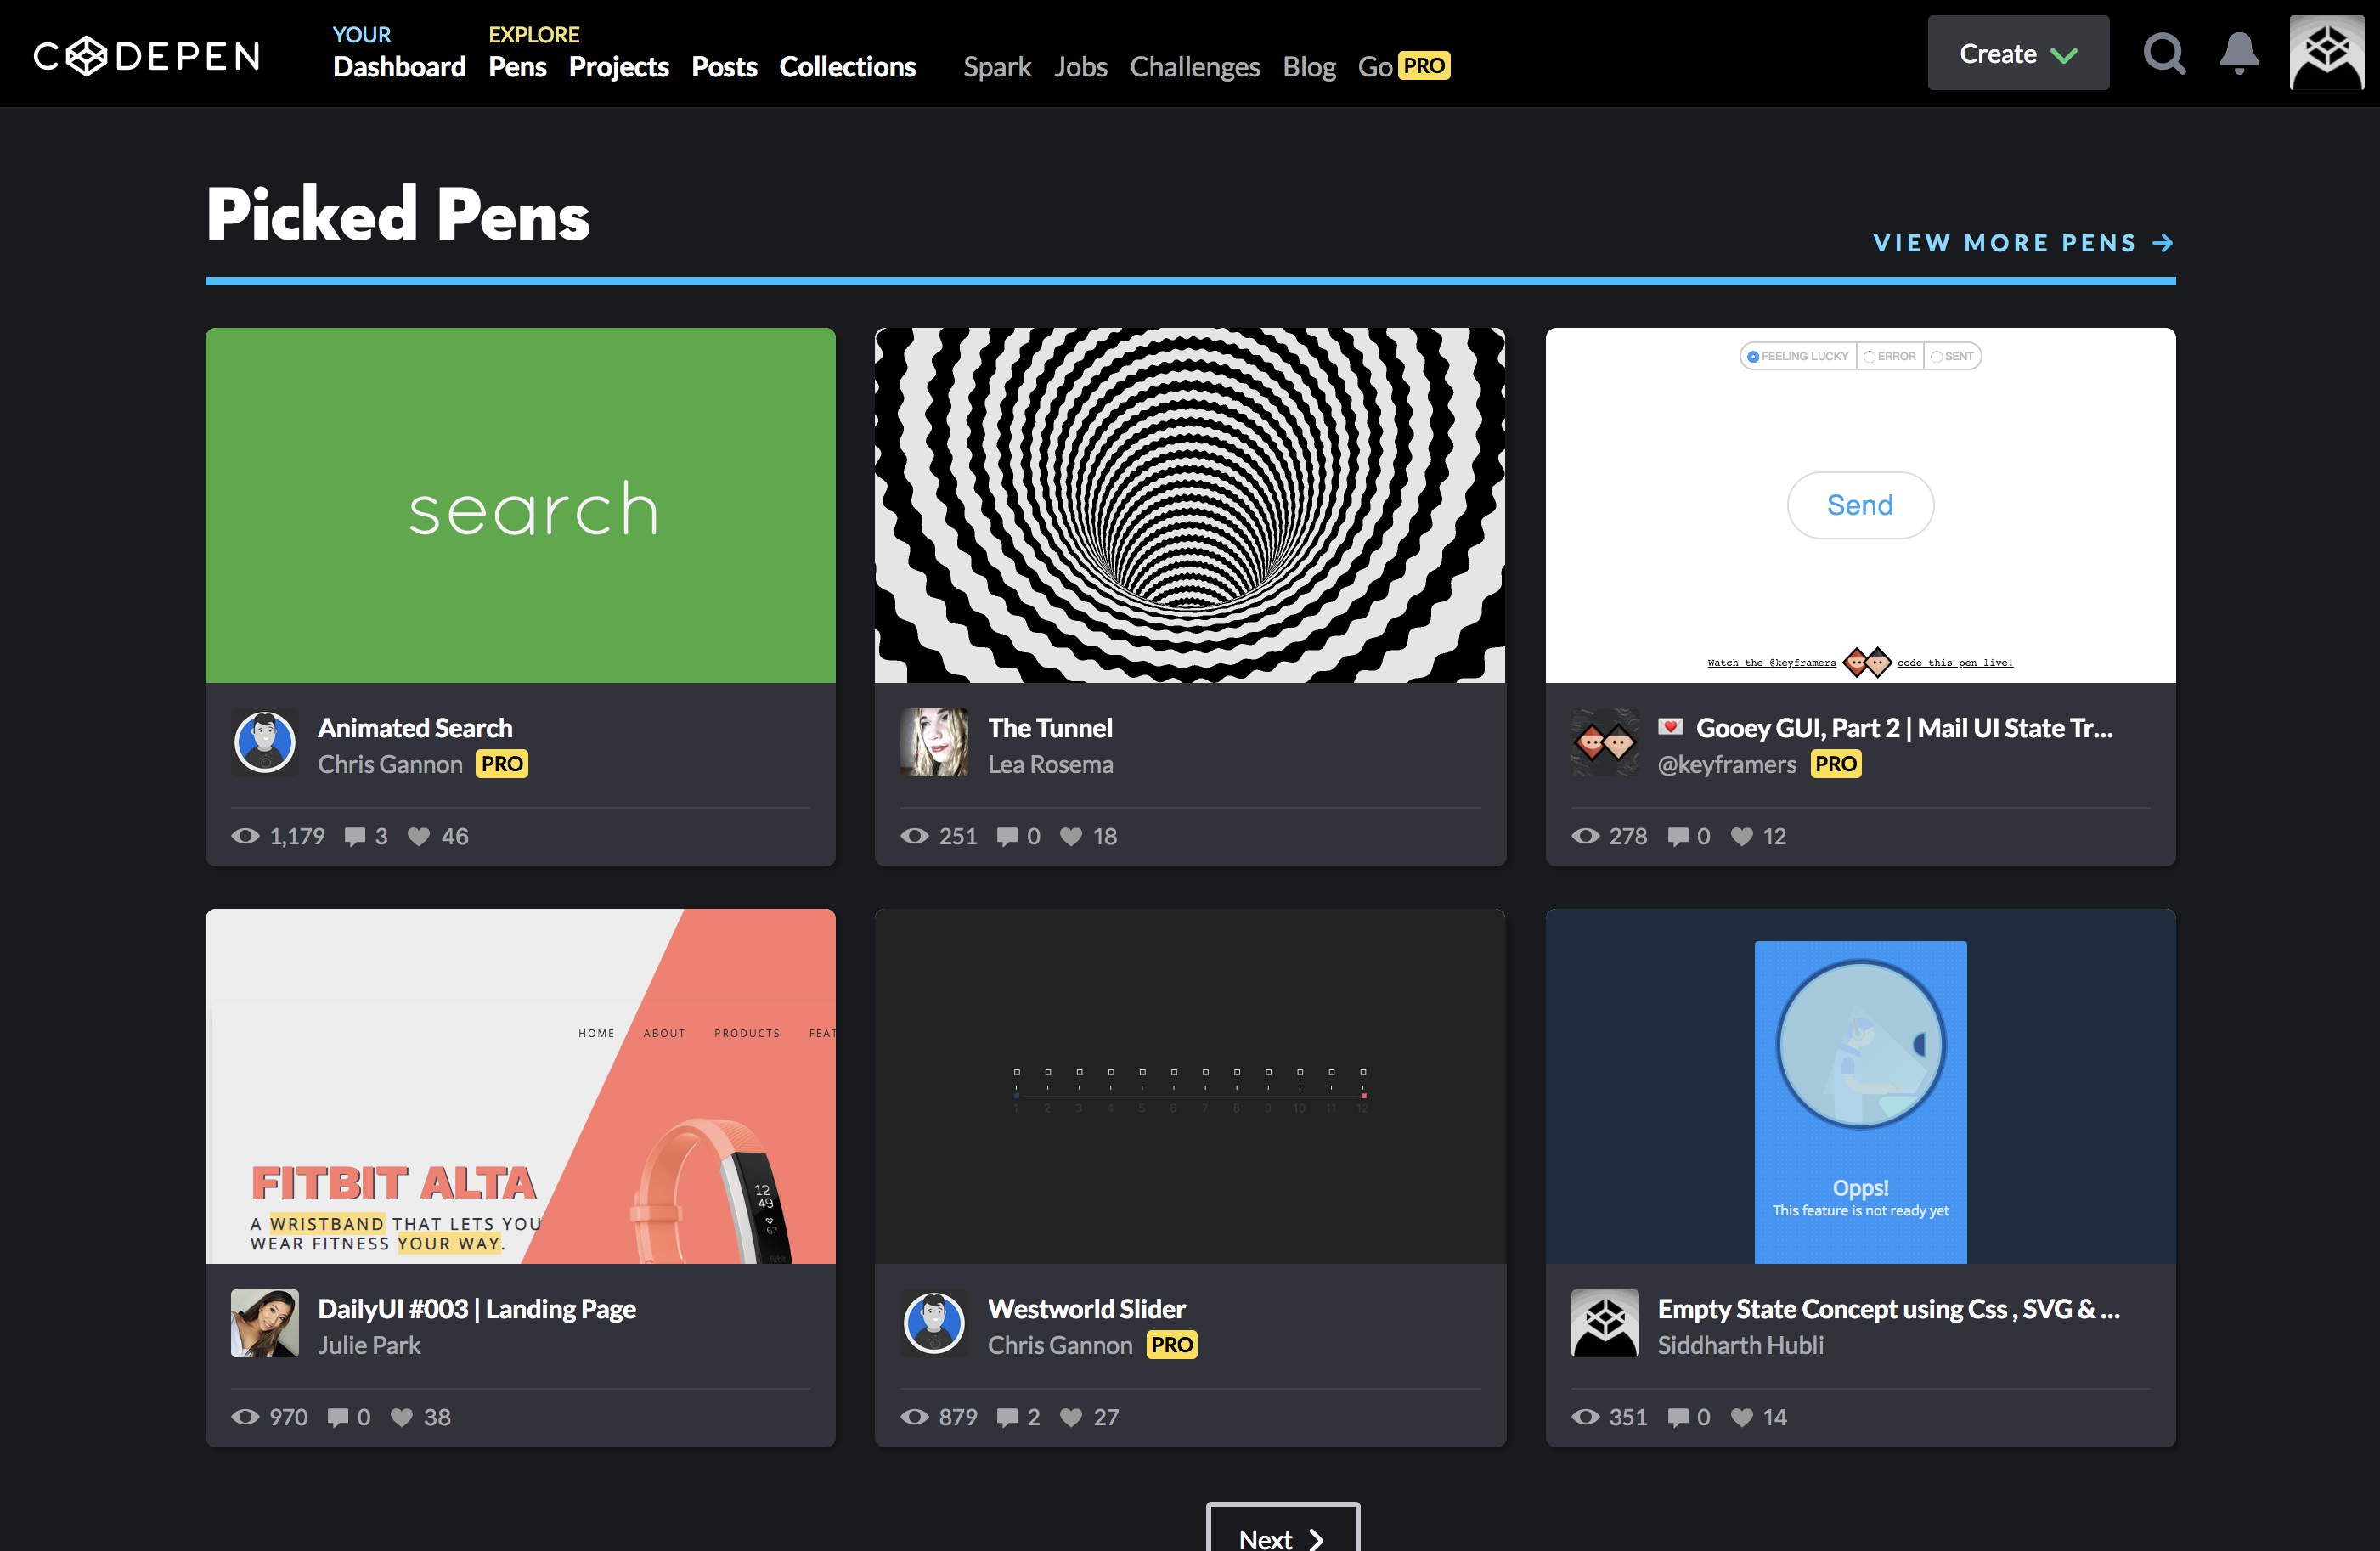 CODEPEN
YOUR
Dashboard
EXPLORE
Pens Projects Posts Collections
Spark Jobs Challenges Blog Go PRO
Create
Picked Pens
VIEW MORE PENS →
search
Animated Search
Chris Gannon PRO
1,179 3 46
The Tunnel
Lea Rosema
251 0 18
FEELING LUCKY ERROR SENT
Send
Watch the @keyframers code this pen live!
💌 Gooey GUI, Part 2 | Mail UI State Tr...
@keyframers PRO
278 0 12
HOME ABOUT PRODUCTS FEAT
FITBIT ALTA
A WRISTBAND THAT LETS YOU
WEAR FITNESS YOUR WAY.
12
49
67
DailyUI #003 | Landing Page
Julie Park
970 0 38
1 2 3 4 5 6 7 8 9 10 11 12
Westworld Slider
Chris Gannon PRO
879 2 27
Opps!
This feature is not ready yet
Empty State Concept using Css , SVG & ...
Siddharth Hubli
351 0 14
Next